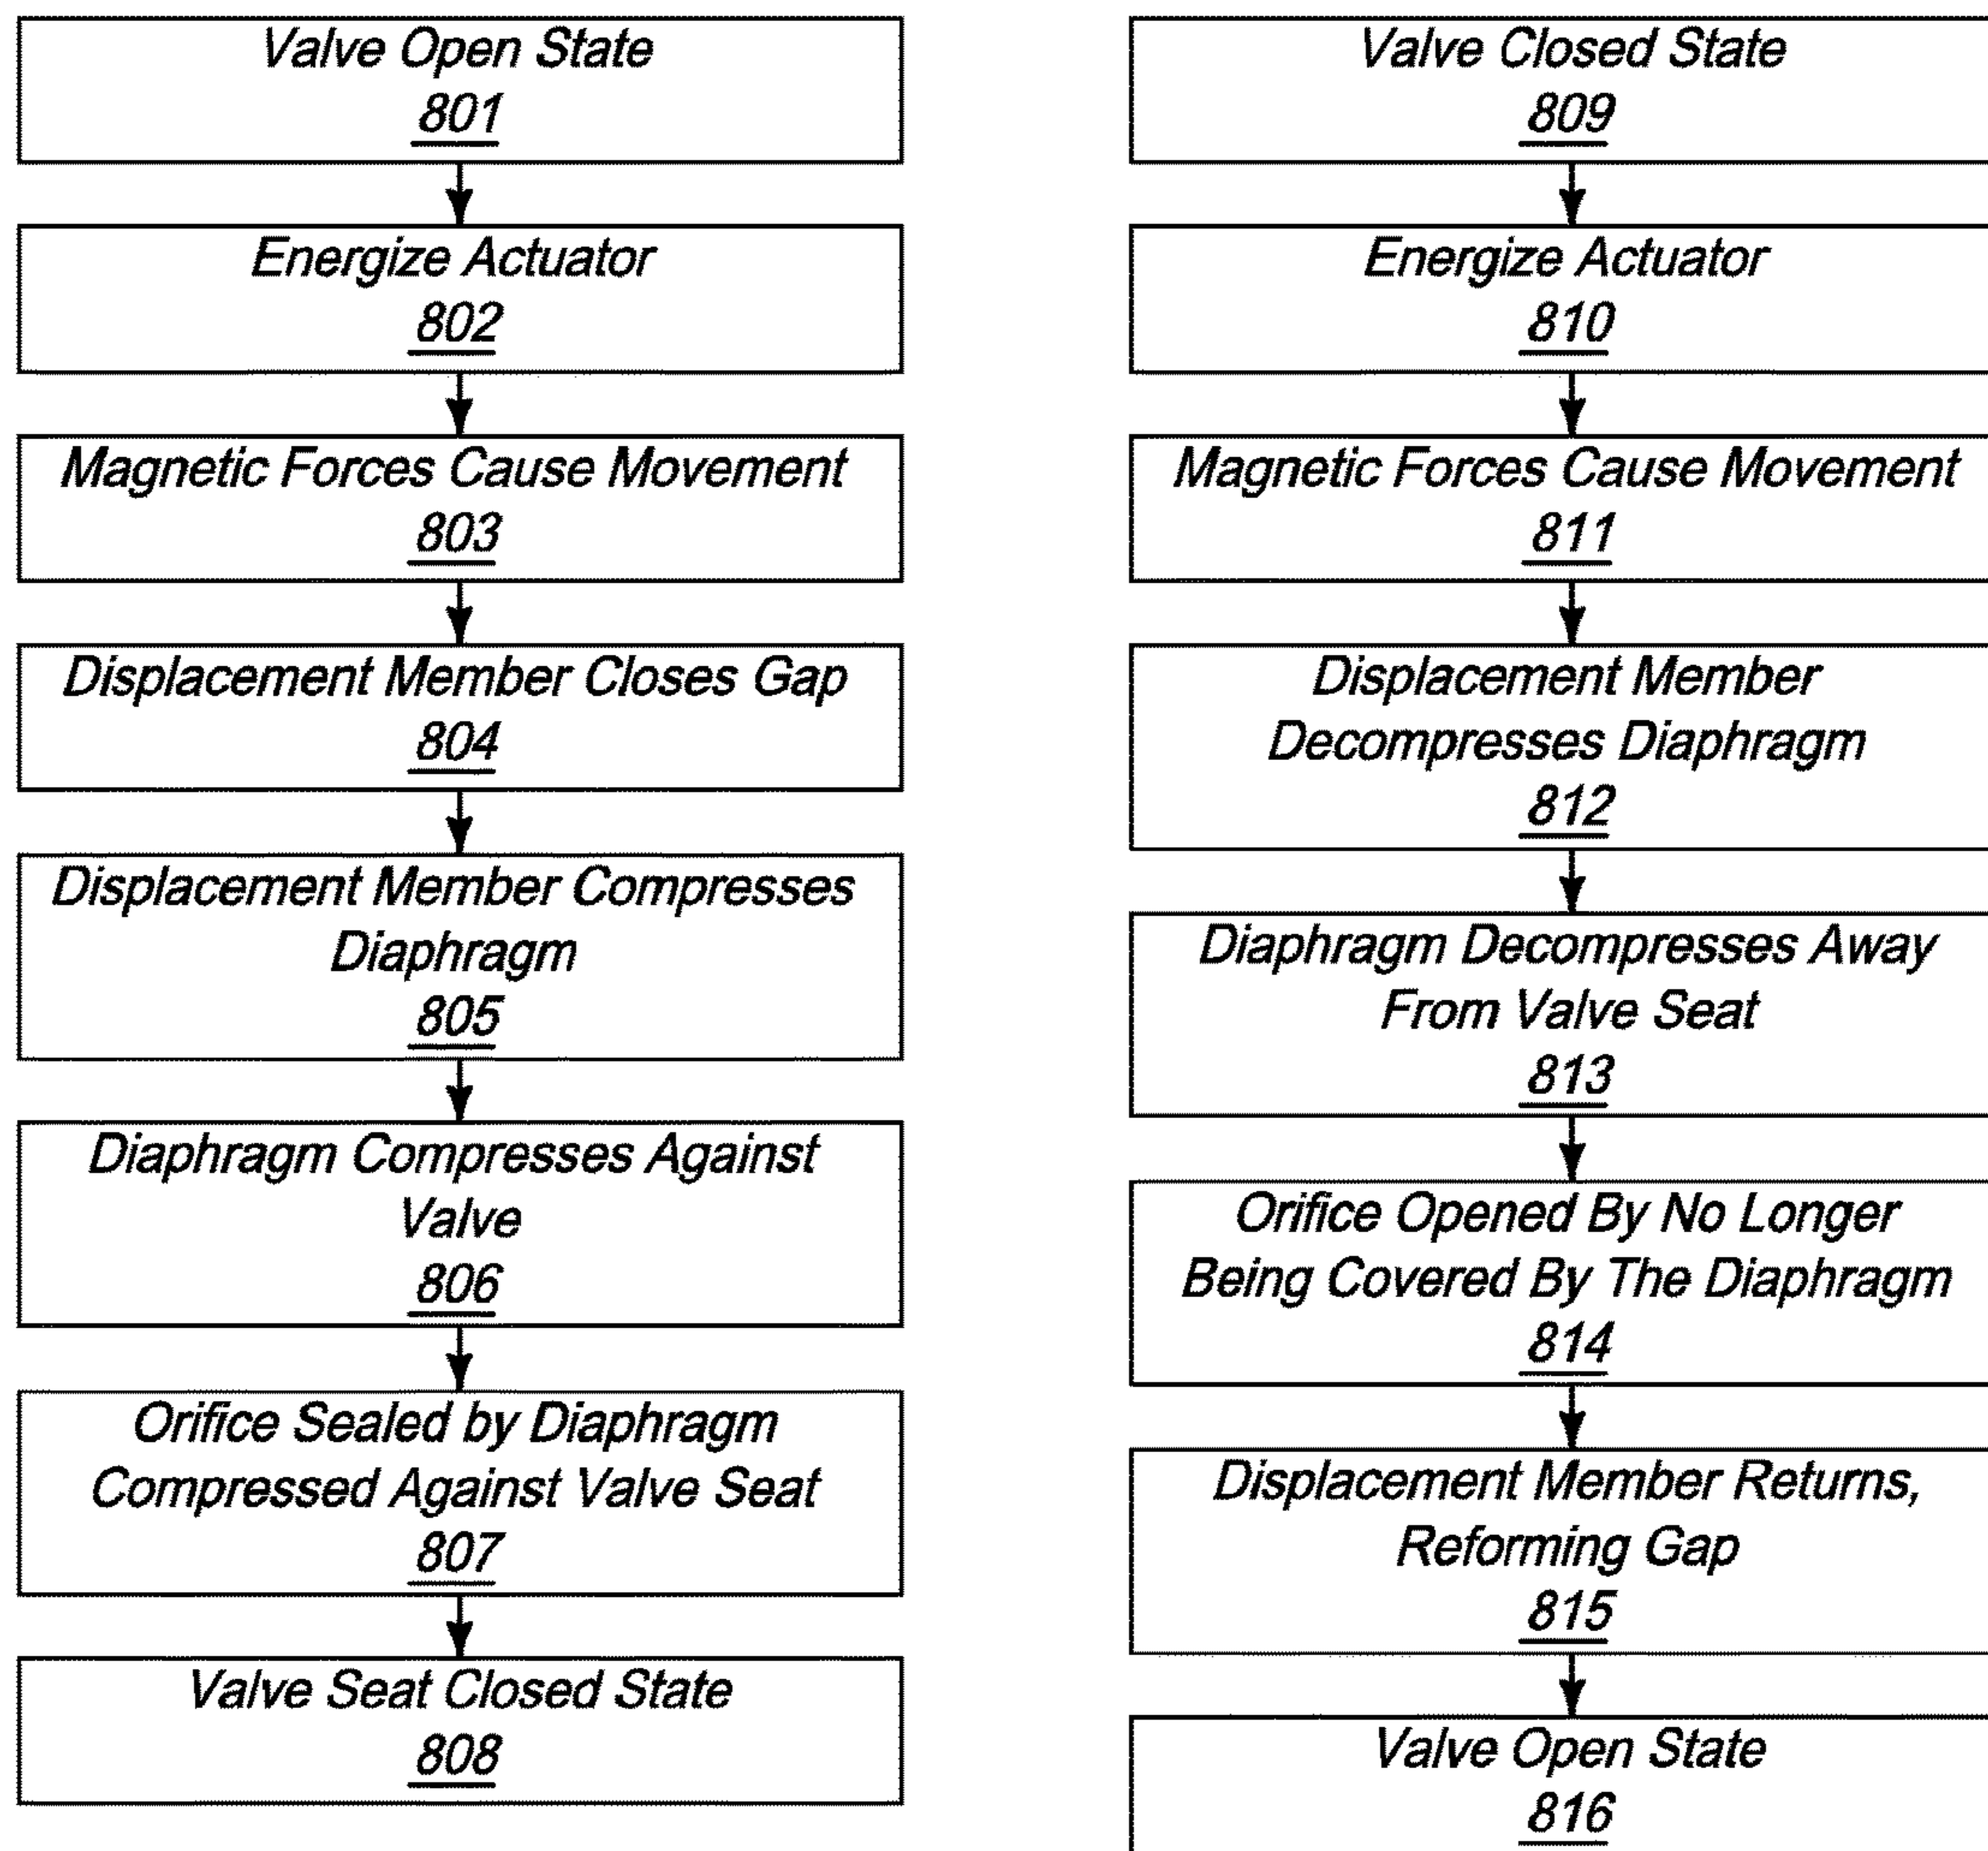 Valve Open State
801
Energize Actuator
802
Magnetic Forces Cause Movement
803
Displacement Member Closes Gap
804
Displacement Member Compresses
Diaphragm
805
Diaphragm Compresses Against
Valve
806
Orifice Sealed by Diaphragm
Compressed Against Valve Seat
807
Valve Seat Closed State
808
Valve Closed State
809
Energize Actuator
810
Magnetic Forces Cause Movement
811
Displacement Member
Decompresses Diaphragm
812
Diaphragm Decompresses Away
From Valve Seat
813
Orifice Opened By No Longer
Being Covered By The Diaphragm
814
Displacement Member Returns,
Reforming Gap
815
Valve Open State
816